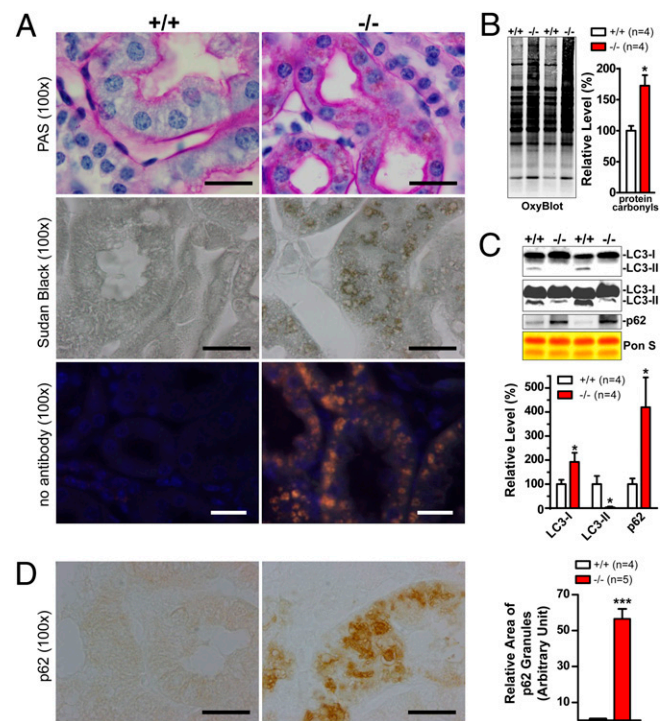 A
+/+
-/-
PAS (100x)
Sudan Black (100x)
no antibody (100x)
B
+/+ -/- +/+ -/-
OxyBlot
+/+ (n=4)
-/- (n=4)
Relative Level (%)
200
150
100
50
0
*
protein
carbonyls
C
+/+ -/- +/+ -/-
-LC3-I
-LC3-II
-LC3-I
-LC3-II
-p62
Pon S
+/+ (n=4)
-/- (n=4)
Relative Level (%)
500
400
300
200
100
0
*
*
*
LC3-I
LC3-II
p62
D
p62 (100x)
+/+ (n=4)
-/- (n=5)
Relative Area of
p62 Granules
(Arbitrary Unit)
70
50
30
10
***